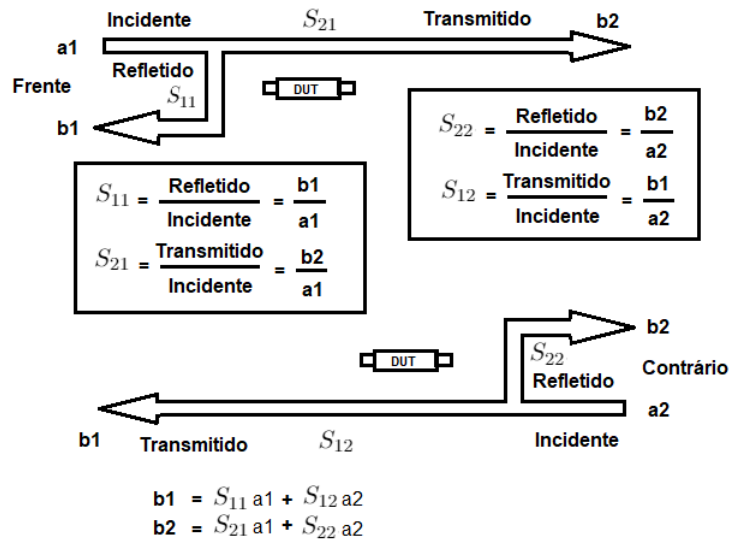 Incidente S21 Transmitido b2
a1
Refletido
Frente S11 DUT
b1
S22 = Refletido / Incidente = b2 / a2
S12 = Transmitido / Incidente = b1 / a2
S11 = Refletido / Incidente = b1 / a1
S21 = Transmitido / Incidente = b2 / a1
b2
DUT S22 Contrário
Refletido
a2
b1 Transmitido S12 Incidente
b1 = S11 a1 + S12 a2
b2 = S21 a1 + S22 a2